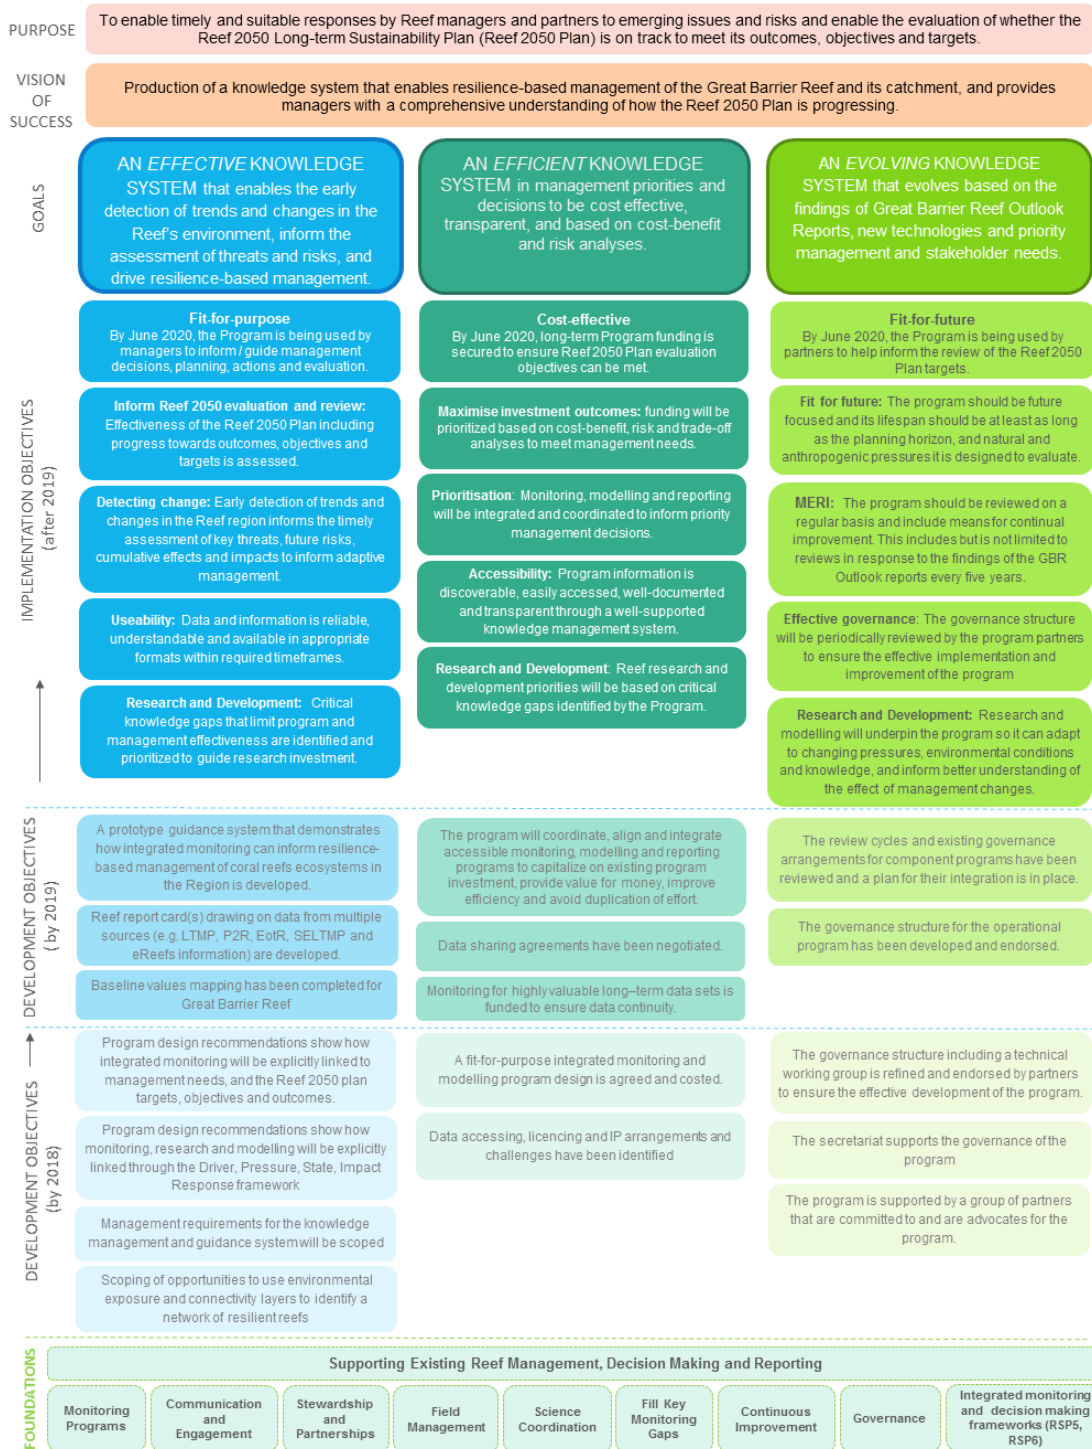 PURPOSE
To enable timely and suitable responses by Reef managers and partners to emerging issues and risks and enable the evaluation of whether the
Reef 2050 Long-term Sustainability Plan (Reef 2050 Plan) is on track to meet its outcomes, objectives and targets.
VISION
OF
SUCCESS
Production of a knowledge system that enables resilience-based management of the Great Barrier Reef and its catchment, and provides
managers with a comprehensive understanding of how the Reef 2050 Plan is progressing.
GOALS
AN EFFECTIVE KNOWLEDGE
SYSTEM that enables the early
detection of trends and changes in the
Reef's environment, inform the
assessment of threats and risks, and
drive resilience-based management.
AN EFFICIENT KNOWLEDGE
SYSTEM in management priorities and
decisions to be cost effective,
transparent, and based on cost-benefit
and risk analyses.
AN EVOLVING KNOWLEDGE
SYSTEM that evolves based on the
findings of Great Barrier Reef Outlook
Reports, new technologies and priority
management and stakeholder needs.
IMPLEMENTATION OBJECTIVES
(after 2019)
Fit-for-purpose
By June 2020, the Program is being used by
managers to inform / guide management
decisions, planning, actions and evaluation.
Inform Reef 2050 evaluation and review:
Effectiveness of the Reef 2050 Plan including
progress towards outcomes, objectives and
targets is assessed.
Detecting change: Early detection of trends and
changes in the Reef region informs the timely
assessment of key threats, future risks,
cumulative effects and impacts to inform adaptive
management.
Useability: Data and information is reliable,
understandable and available in appropriate
formats within required timeframes.
Research and Development: Critical
knowledge gaps that limit program and
management effectiveness are identified and
prioritized to guide research investment.
Cost-effective
By June 2020, long-term Program funding is
secured to ensure Reef 2050 Plan evaluation
objectives can be met.
Maximise investment outcomes: funding will be
prioritized based on cost-benefit, risk and trade-off
analyses to meet management needs.
Prioritisation: Monitoring, modelling and reporting
will be integrated and coordinated to inform priority
management decisions.
Accessibility: Program information is
discoverable, easily accessed, well-documented
and transparent through a well-supported
knowledge management system.
Research and Development: Reef research and
development priorities will be based on critical
knowledge gaps identified by the Program.
Fit-for-future
By June 2020, the Program is being used by
partners to help inform the review of the Reef 2050
Plan targets.
Fit for future: The program should be future
focused and its lifespan should be at least as long
as the planning horizon, and natural and
anthropogenic pressures it is designed to evaluate.
MERI: The program should be reviewed on a
regular basis and include means for continual
improvement. This includes but is not limited to
reviews in response to the findings of the GBR
Outlook reports every five years.
Effective governance: The governance structure
will be periodically reviewed by the program partners
to ensure the effective implementation and
improvement of the program
Research and Development: Research and
modelling will underpin the program so it can adapt
to changing pressures, environmental conditions
and knowledge, and inform better understanding of
the effect of management changes.
DEVELOPMENT OBJECTIVES
( by 2019)
A prototype guidance system that demonstrates
how integrated monitoring can inform resilience-
based management of coral reefs ecosystems in
the Region is developed.
Reef report card(s) drawing on data from multiple
sources (e.g. LTMP, P2R, EotR, SELTMP and
eReefs information) are developed.
Baseline values mapping has been completed for
Great Barrier Reef
The program will coordinate, align and integrate
accessible monitoring, modelling and reporting
programs to capitalize on existing program
investment, provide value for money, improve
efficiency and avoid duplication of effort.
Data sharing agreements have been negotiated.
Monitoring for highly valuable long–term data sets is
funded to ensure data continuity.
The review cycles and existing governance
arrangements for component programs have been
reviewed and a plan for their integration is in place.
The governance structure for the operational
program has been developed and endorsed.
DEVELOPMENT OBJECTIVES
(by 2018)
Program design recommendations show how
integrated monitoring will be explicitly linked to
management needs, and the Reef 2050 plan
targets, objectives and outcomes.
Program design recommendations show how
monitoring, research and modelling will be explicitly
linked through the Driver, Pressure, State, Impact
Response framework
Management requirements for the knowledge
management and guidance system will be scoped
Scoping of opportunities to use environmental
exposure and connectivity layers to identify a
network of resilient reefs
A fit-for-purpose integrated monitoring and
modelling program design is agreed and costed.
Data accessing, licencing and IP arrangements and
challenges have been identified
The governance structure including a technical
working group is refined and endorsed by partners
to ensure the effective development of the program.
The secretariat supports the governance of the
program
The program is supported by a group of partners
that are committed to and are advocates for the
program.
FOUNDATIONS
Supporting Existing Reef Management, Decision Making and Reporting
Monitoring
Programs
Communication
and
Engagement
Stewardship
and
Partnerships
Field
Management
Science
Coordination
Fill Key
Monitoring
Gaps
Continuous
Improvement
Governance
Integrated monitoring
and decision making
frameworks (RSP5,
RSP6)